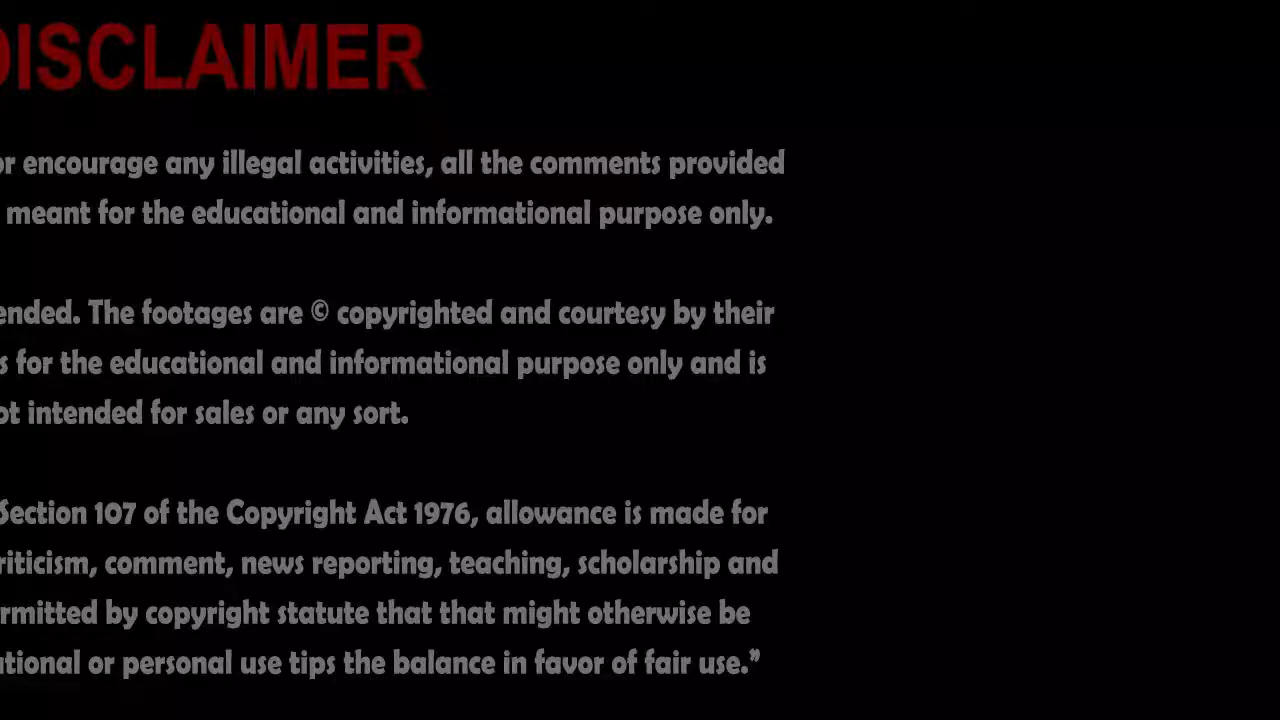 DISCLAIMER
or encourage any illegal activities, all the comments provided
meant for the educational and informational purpose only.
ended. The footages are © copyrighted and courtesy by their
s for the educational and informational purpose only and is
ot intended for sales or any sort.
Section 107 of the Copyright Act 1976, allowance is made for
riticism, comment, news reporting, teaching, scholarship and
rmitted by copyright statute that that might otherwise be
ational or personal use tips the balance in favor of fair use.”